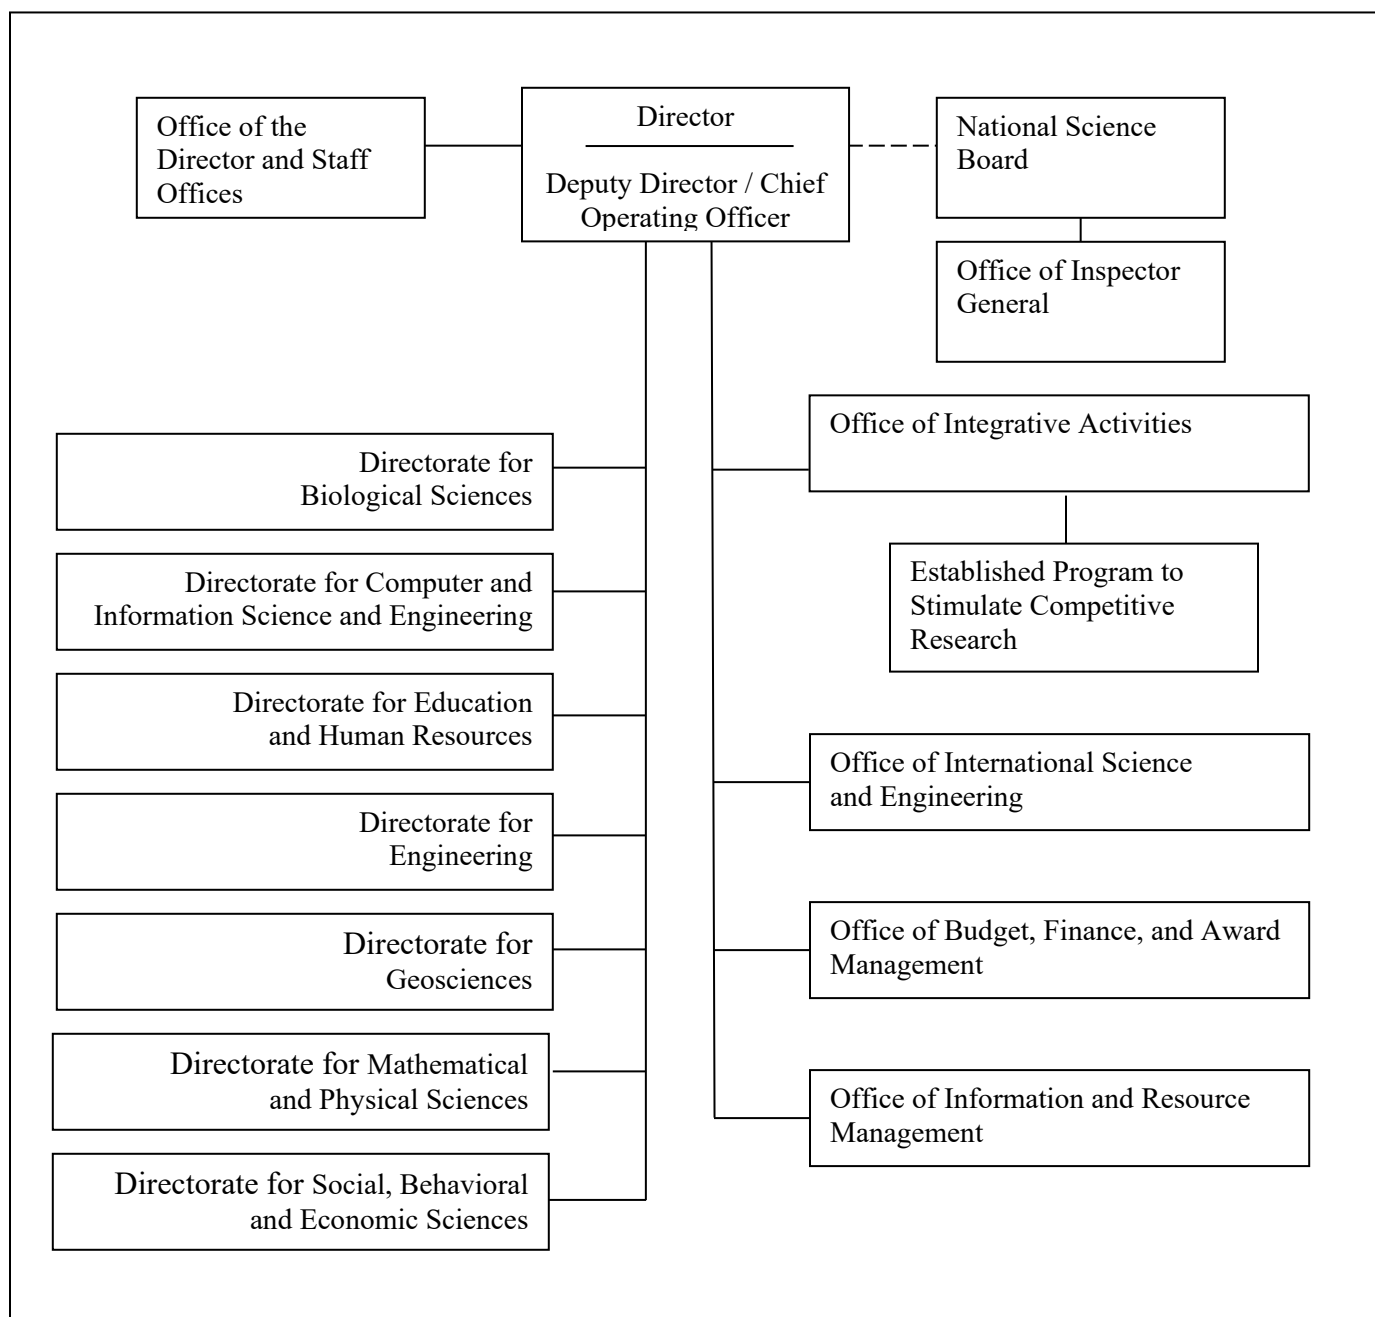 Office of the
Director and Staff
Offices
Director
Deputy Director / Chief
Operating Officer
National Science
Board
Office of Inspector
General
Directorate for
Biological Sciences
Directorate for Computer and
Information Science and Engineering
Directorate for Education
and Human Resources
Directorate for
Engineering
Directorate for
Geosciences
Directorate for Mathematical
and Physical Sciences
Directorate for Social, Behavioral
and Economic Sciences
Office of Integrative Activities
Established Program to
Stimulate Competitive
Research
Office of International Science
and Engineering
Office of Budget, Finance, and Award
Management
Office of Information and Resource
Management